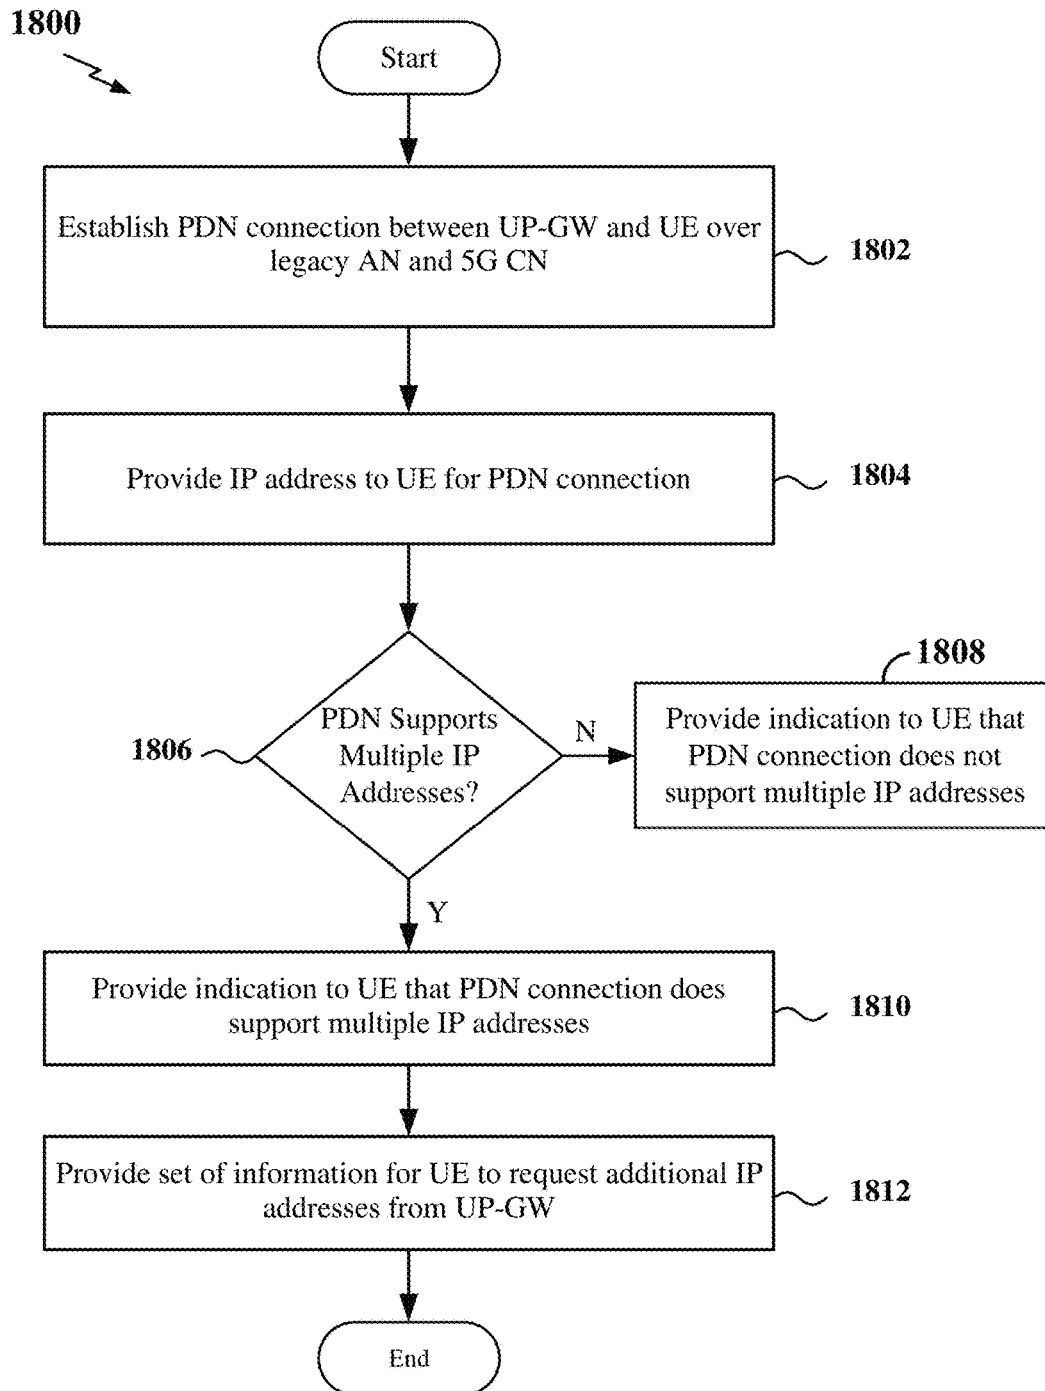 1800
Start
Establish PDN connection between UP-GW and UE over
legacy AN and 5G CN
1802
Provide IP address to UE for PDN connection
1804
PDN Supports
Multiple IP
Addresses?
1806
N
1808
Provide indication to UE that
PDN connection does not
support multiple IP addresses
Y
Provide indication to UE that PDN connection does
support multiple IP addresses
1810
Provide set of information for UE to request additional IP
addresses from UP-GW
1812
End